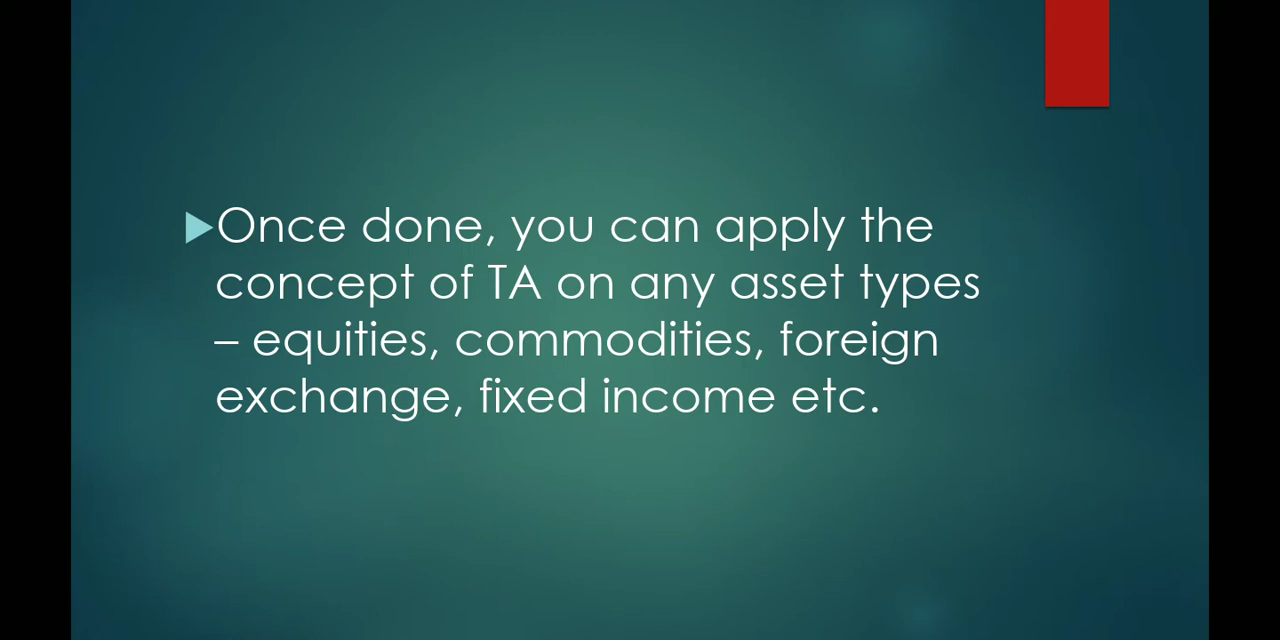 Once done, you can apply the
concept of TA on any asset types
– equities, commodities, foreign
exchange, fixed income etc.